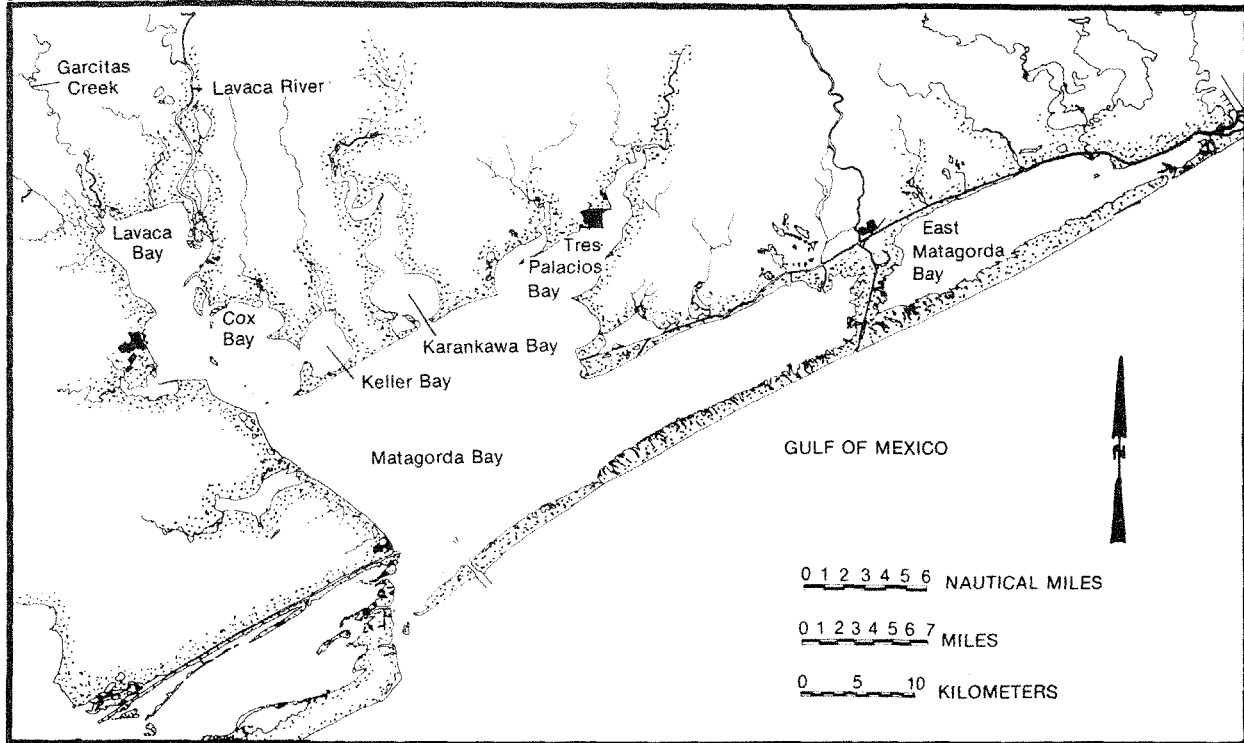 Garcitas
Creek
Lavaca River
Lavaca
Bay
Cox
Bay
Tres
Palacios
Bay
East
Matagorda
Bay
Karankawa Bay
Keller Bay
Matagorda Bay
GULF OF MEXICO
N
0 1 2 3 4 5 6 NAUTICAL MILES
0 1 2 3 4 5 6 7 MILES
0 5 10 KILOMETERS